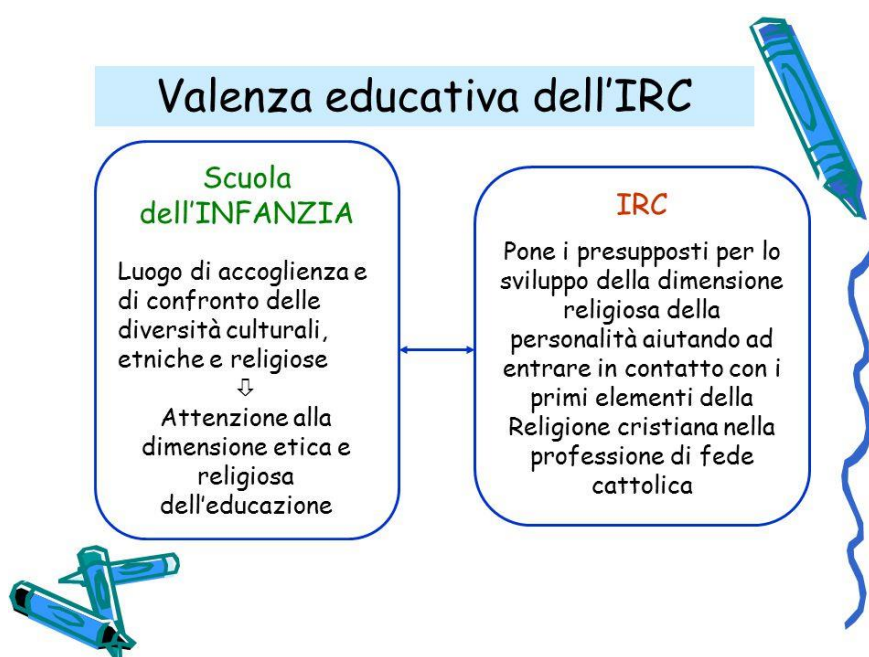 Valenza educativa dell'IRC
Scuola
dell'INFANZIA
Luogo di accoglienza e
di confronto delle
diversità culturali,
etniche e religiose
⇩
Attenzione alla
dimensione etica e
religiosa
dell'educazione
IRC
Pone i presupposti per lo
sviluppo della dimensione
religiosa della
personalità aiutando ad
entrare in contatto con i
primi elementi della
Religione cristiana nella
professione di fede
cattolica